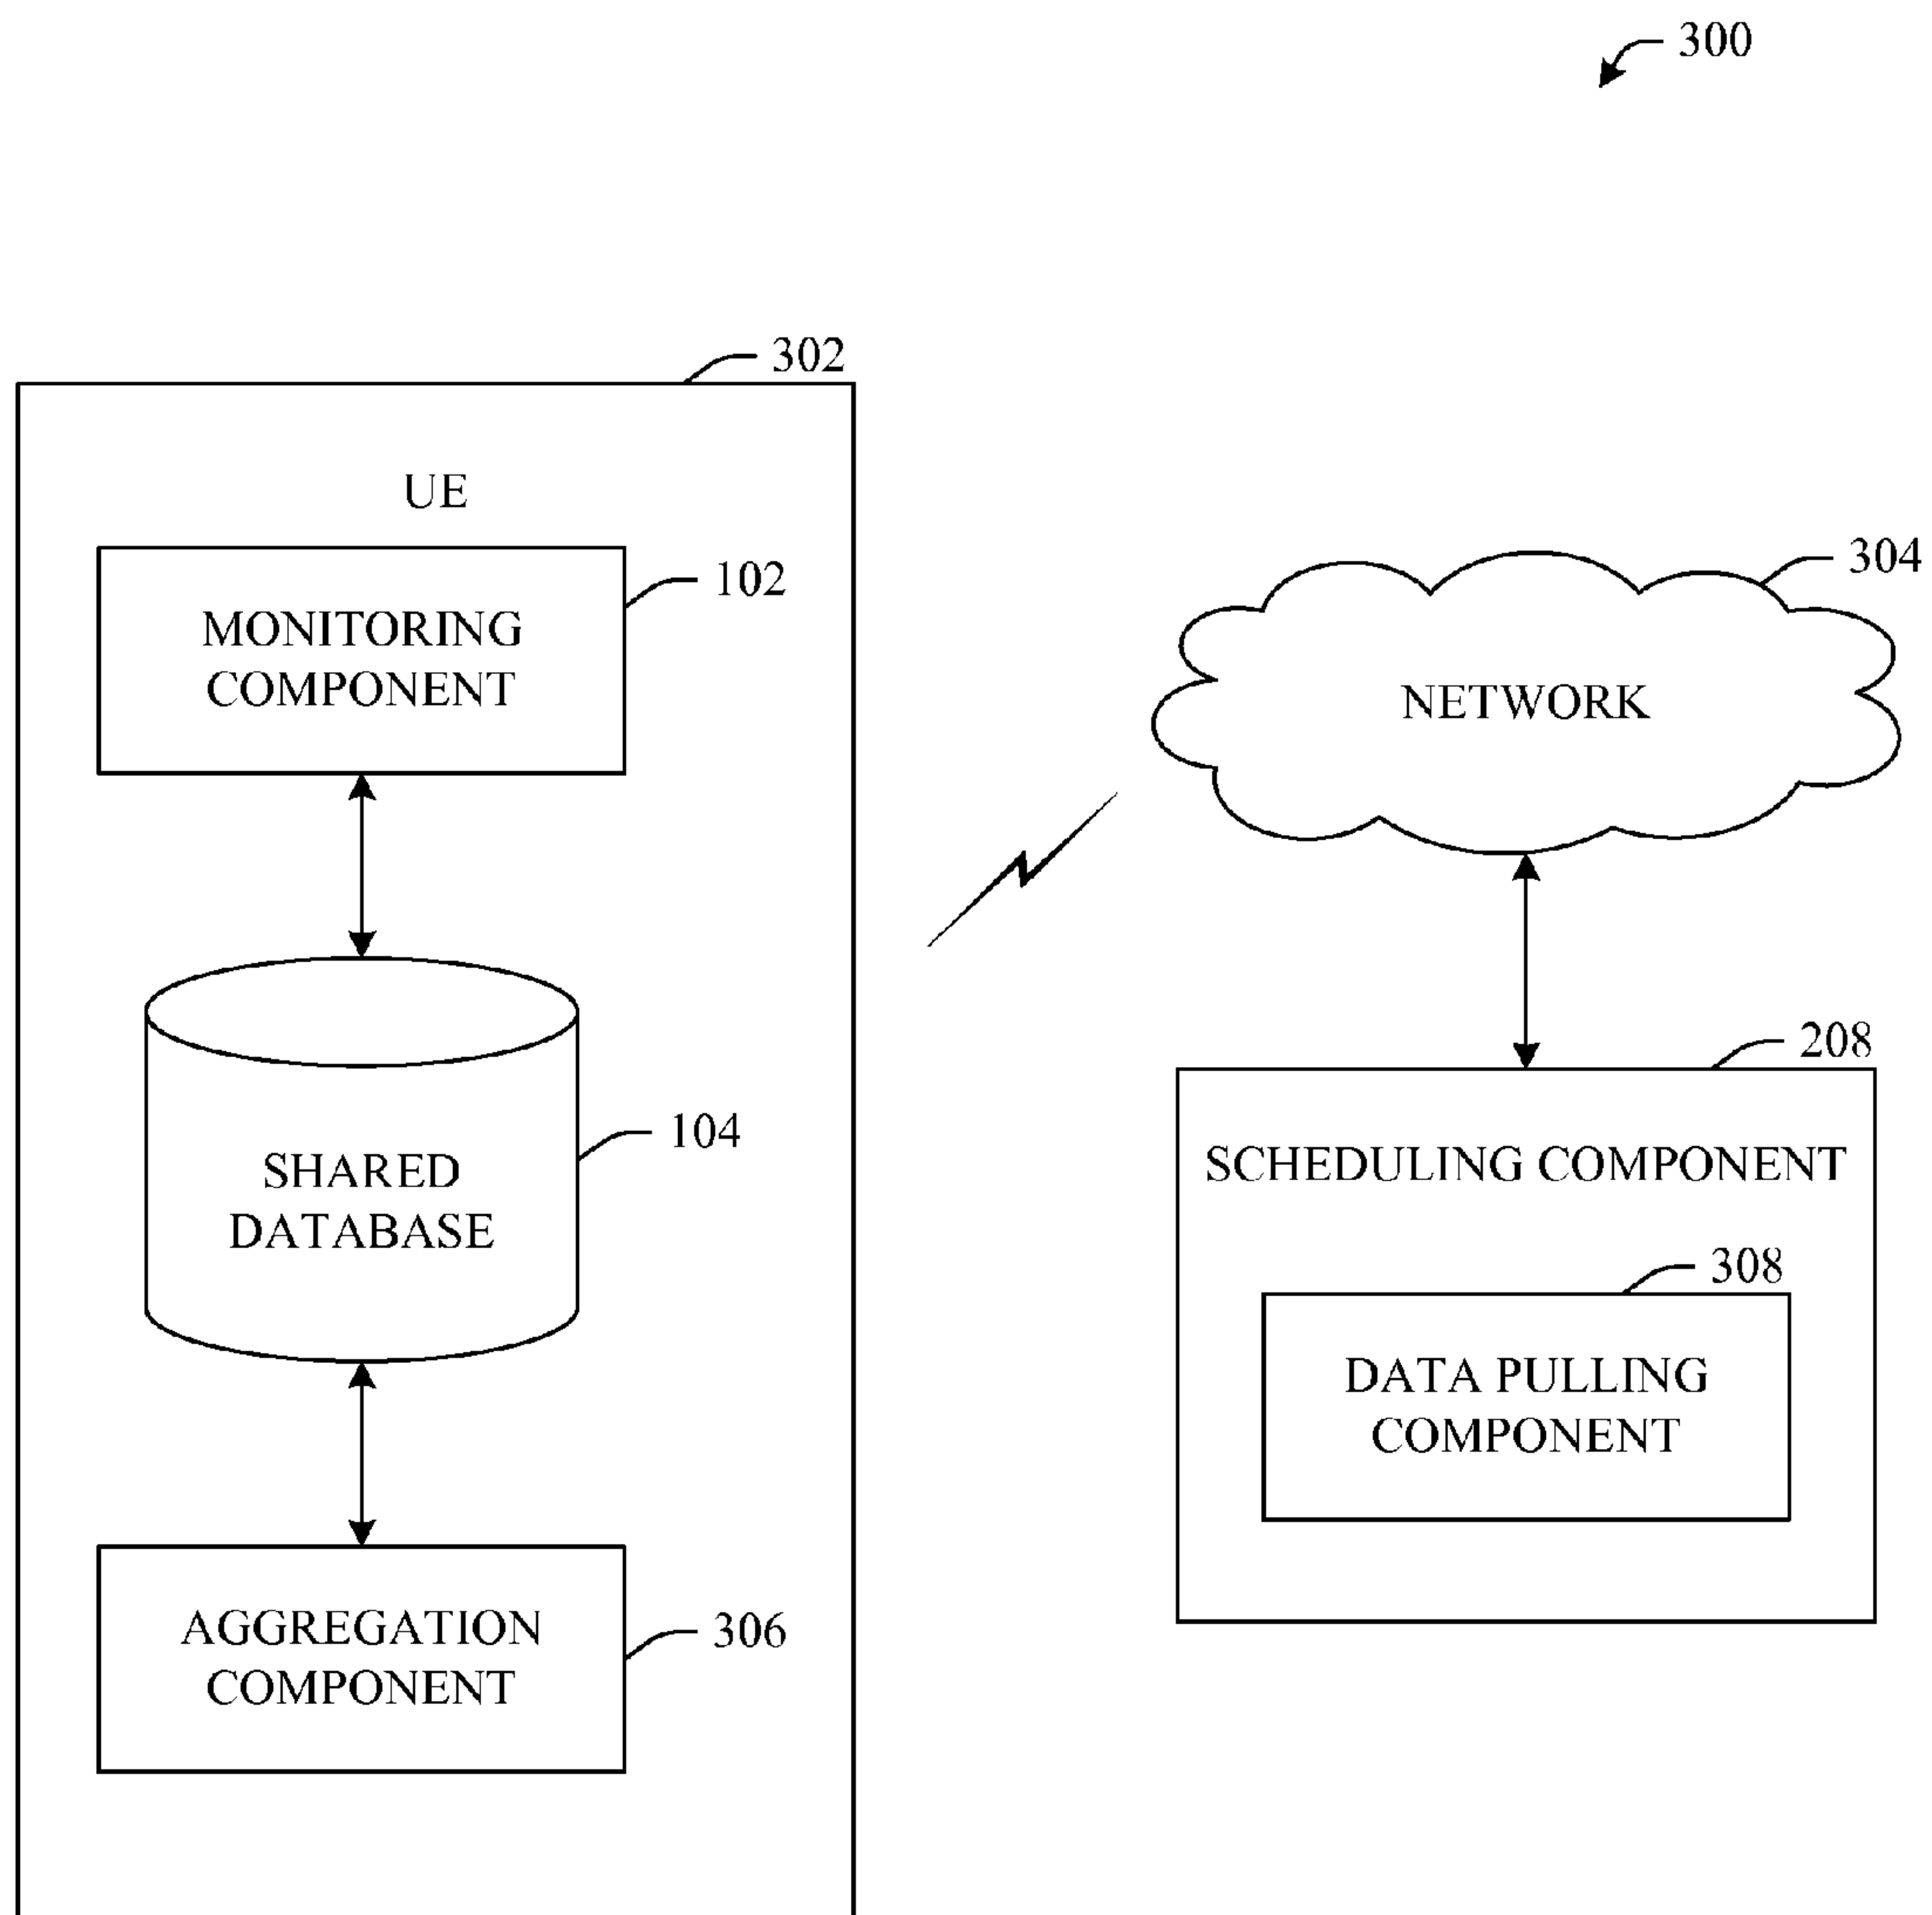 300
302
UE
102
MONITORING
COMPONENT
304
NETWORK
104
SHARED
DATABASE
208
SCHEDULING COMPONENT
308
DATA PULLING
COMPONENT
306
AGGREGATION
COMPONENT